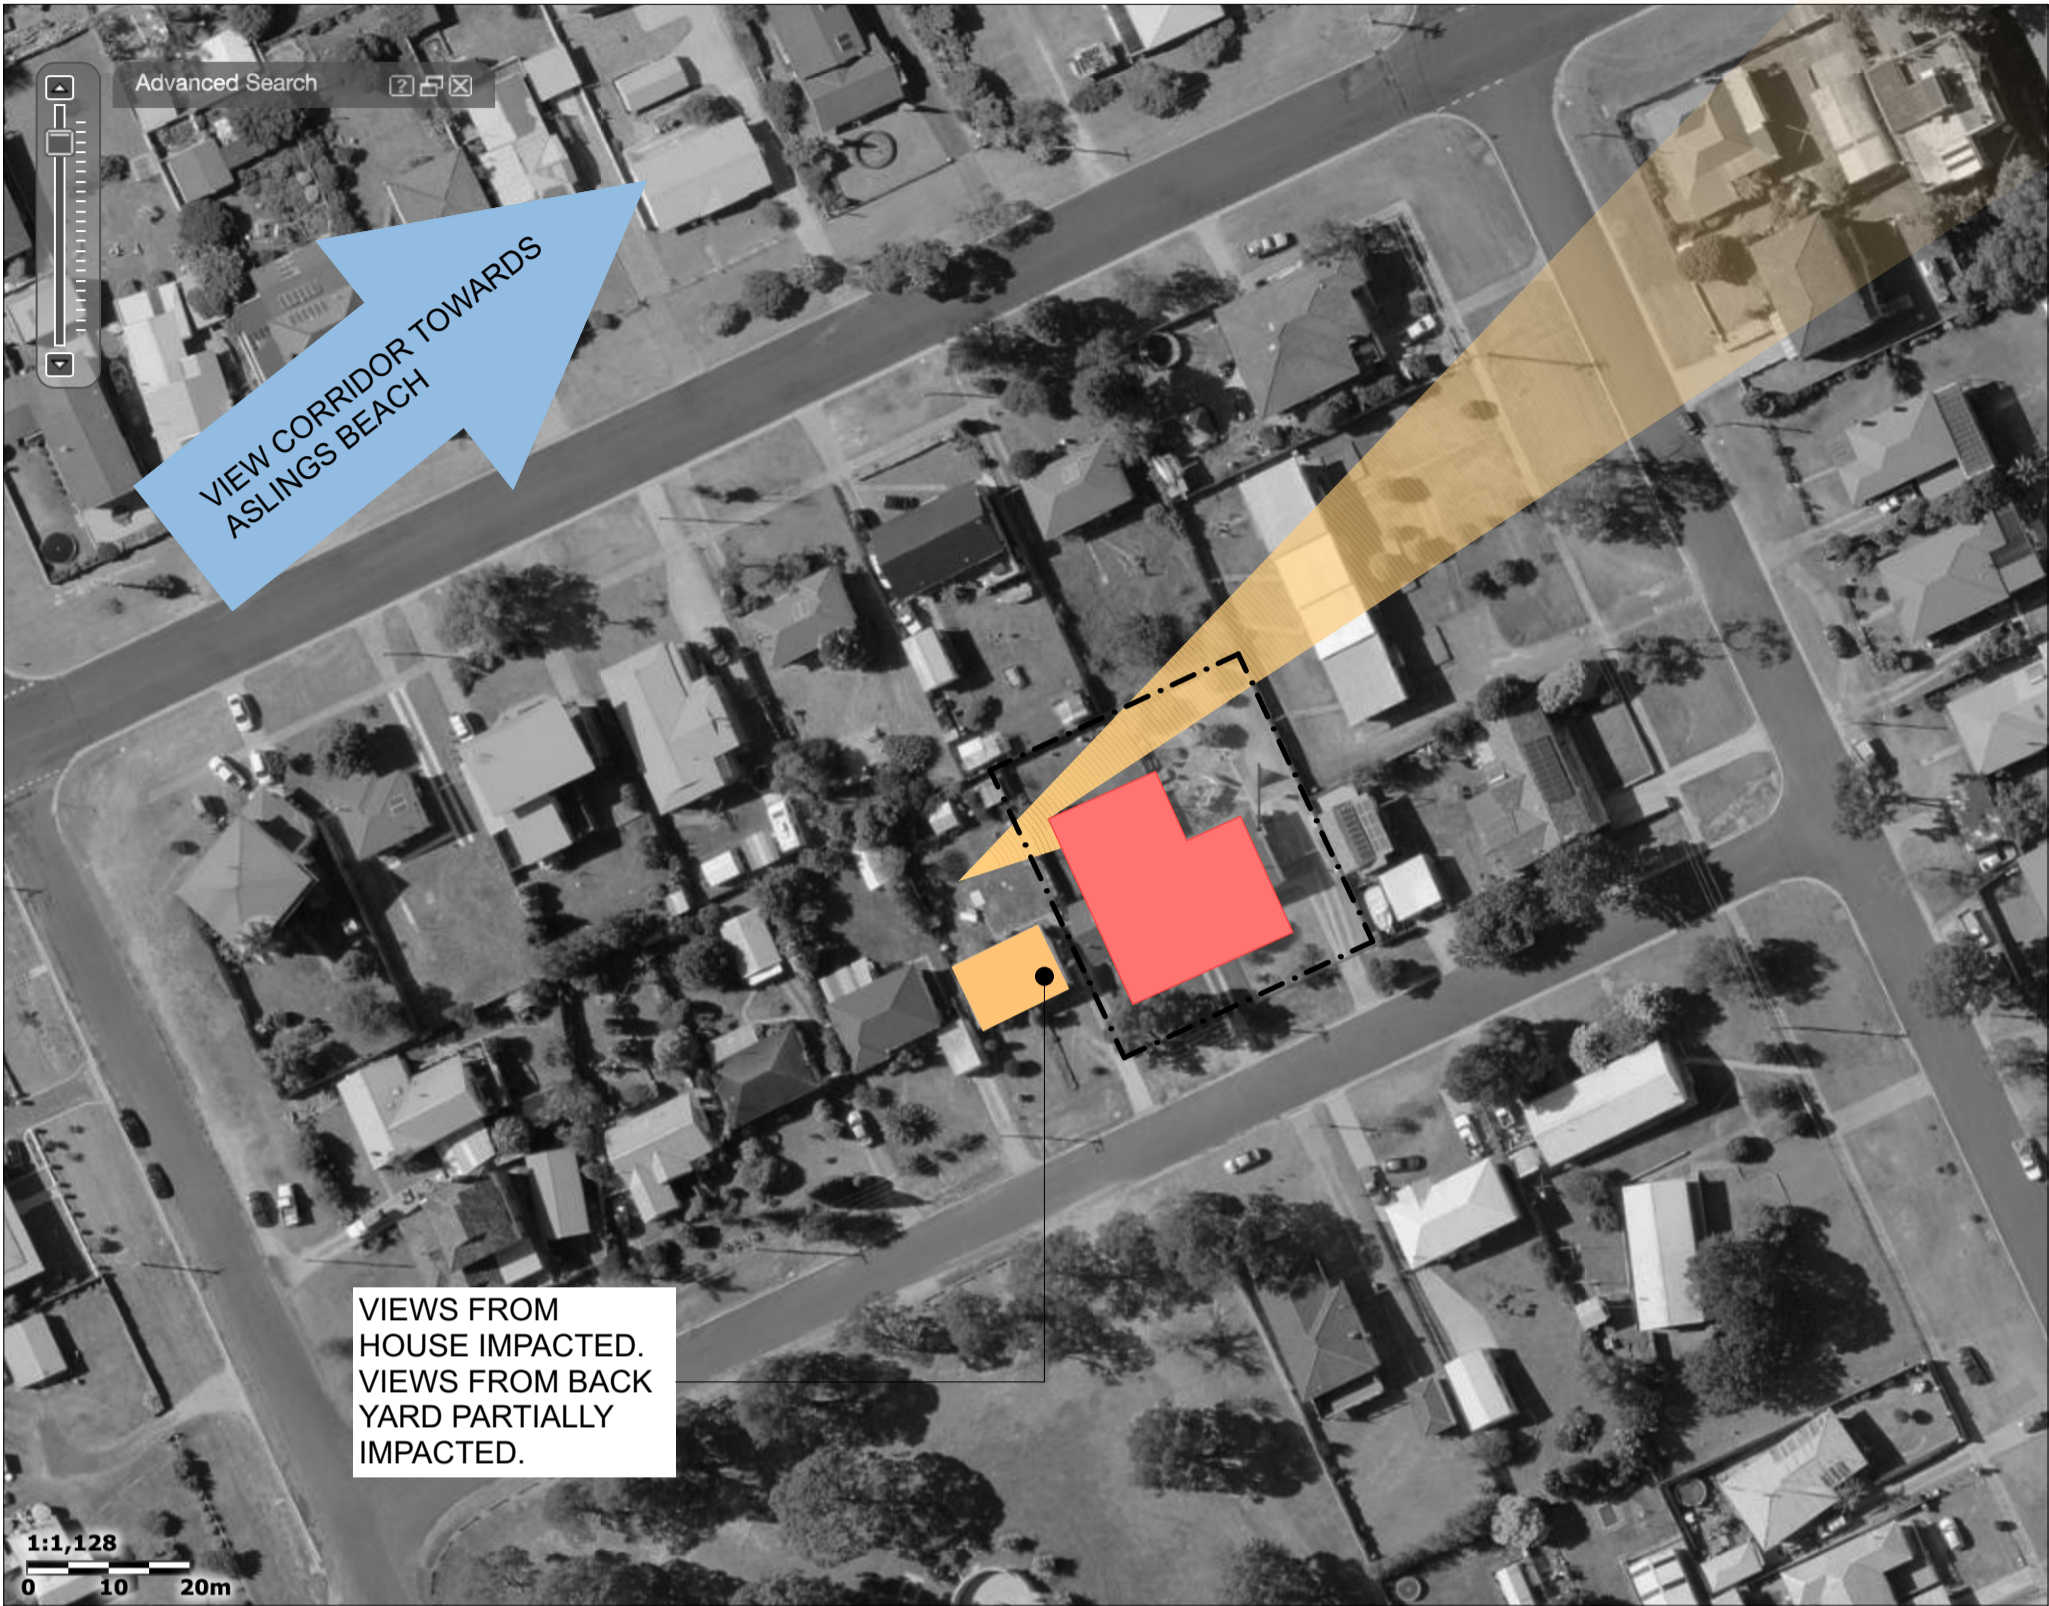 Advanced Search
VIEW CORRIDOR TOWARDS
ASLINGS BEACH
VIEWS FROM
HOUSE IMPACTED.
VIEWS FROM BACK
YARD PARTIALLY
IMPACTED.
1:1,128
0 10 20m